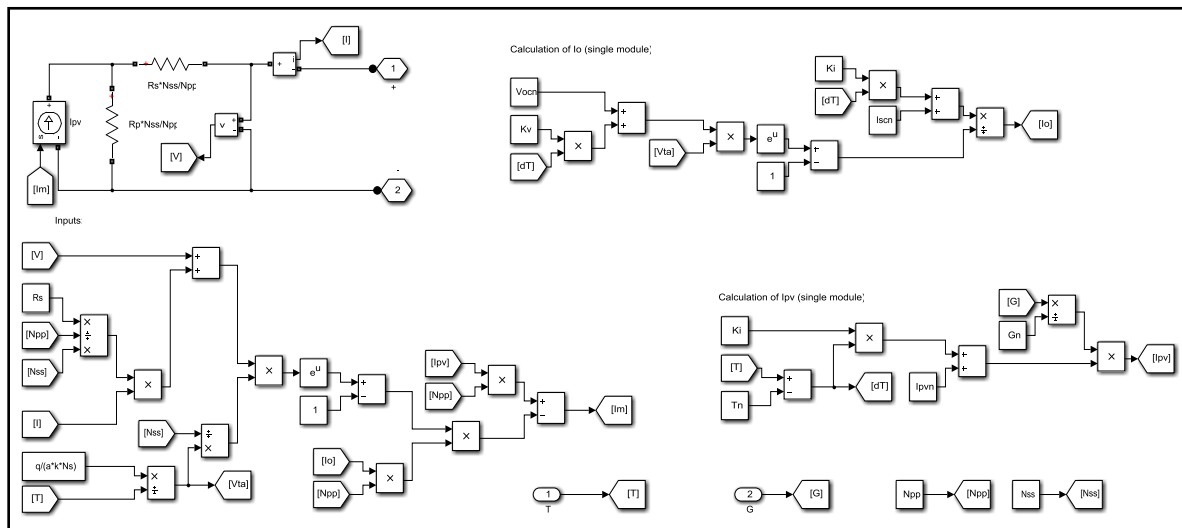 [I]
Rs*Nss/Npp
1
+
Ipv
Rp*Nss/Npp
[V]
[Im]
-
2
Inputs:
Calculation of Io (single module)
Vocn
Kv
[dT]
[Vta]
e^u
1
Ki
[dT]
Iscn
[Io]
[V]
Rs
[Npp]
[Nss]
[I]
q/(a*k*Ns)
[T]
[Nss]
[Vta]
e^u
1
[Io]
[Npp]
[Ipv]
[Npp]
[Im]
Calculation of Ipv (single module)
Ki
[T]
Tn
[dT]
Ipvn
[G]
Gn
[Ipv]
1
T
[T]
2
G
[G]
Npp
[Npp]
Nss
[Nss]